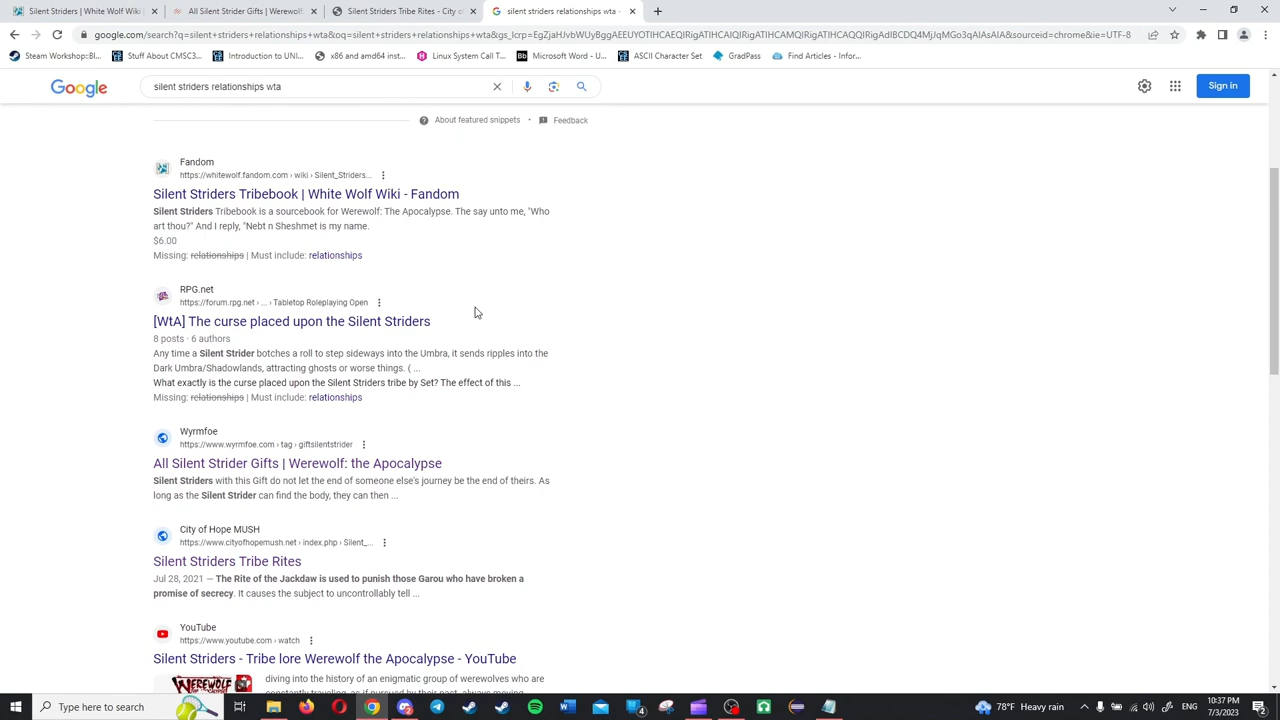 Silent Striders | White Wolf W
All Silent Strider Gifts | Werewolf:
Silent Striders Tribe Rites - City of
silent striders relationships wta -
google.com/search?q=silent+striders+relationships+wta&oq=silent+striders+relationships+wta&gs_lcrp=
Steam Workshop::Bl...
Stuff About CMSC3...
Introduction to UNI...
x86 and amd64 inst...
Linux System Call T...
Microsoft Word - U...
ASCII Character Set
GradPass
Find Articles - Infor...
Google
silent striders relationships wta
Sign in
About featured snippets
•
Feedback
Fandom
https://whitewolf.fandom.com › wiki › Silent_Striders...
Silent Striders Tribebook | White Wolf Wiki - Fandom
Silent Striders Tribebook is a sourcebook for Werewolf: The Apocalypse. The say unto me, "Who
art thou?" And I reply, "Nebt n Sheshmet is my name.
$6.00
Missing: relationships | Must include: relationships
RPG.net
https://forum.rpg.net › ... › Tabletop Roleplaying Open
[WtA] The curse placed upon the Silent Striders
8 posts · 6 authors
Any time a Silent Strider botches a roll to step sideways into the Umbra, it sends ripples into the
Dark Umbra/Shadowlands, attracting ghosts or worse things. ( ...
What exactly is the curse placed upon the Silent Striders tribe by Set? The effect of this ...
Missing: relationships | Must include: relationships
Wyrmfoe
https://www.wyrmfoe.com › tag › giftsilentstrider
All Silent Strider Gifts | Werewolf: the Apocalypse
Silent Striders with this Gift do not let the end of someone else's journey be the end of theirs. As
long as the Silent Strider can find the body, they can then ...
City of Hope MUSH
https://www.cityofhopemush.net › index.php › Silent_...
Silent Striders Tribe Rites
Jul 28, 2021 — The Rite of the Jackdaw is used to punish those Garou who have broken a
promise of secrecy. It causes the subject to uncontrollably tell ...
YouTube
https://www.youtube.com › watch
Silent Striders - Tribe lore Werewolf the Apocalypse - YouTube
WEREWOLF
diving into the history of an enigmatic group of werewolves who are
constantly traveling, as if pursued by their past, always moving
Type here to search
78°F Heavy rain
10:37 PM
7/3/2023